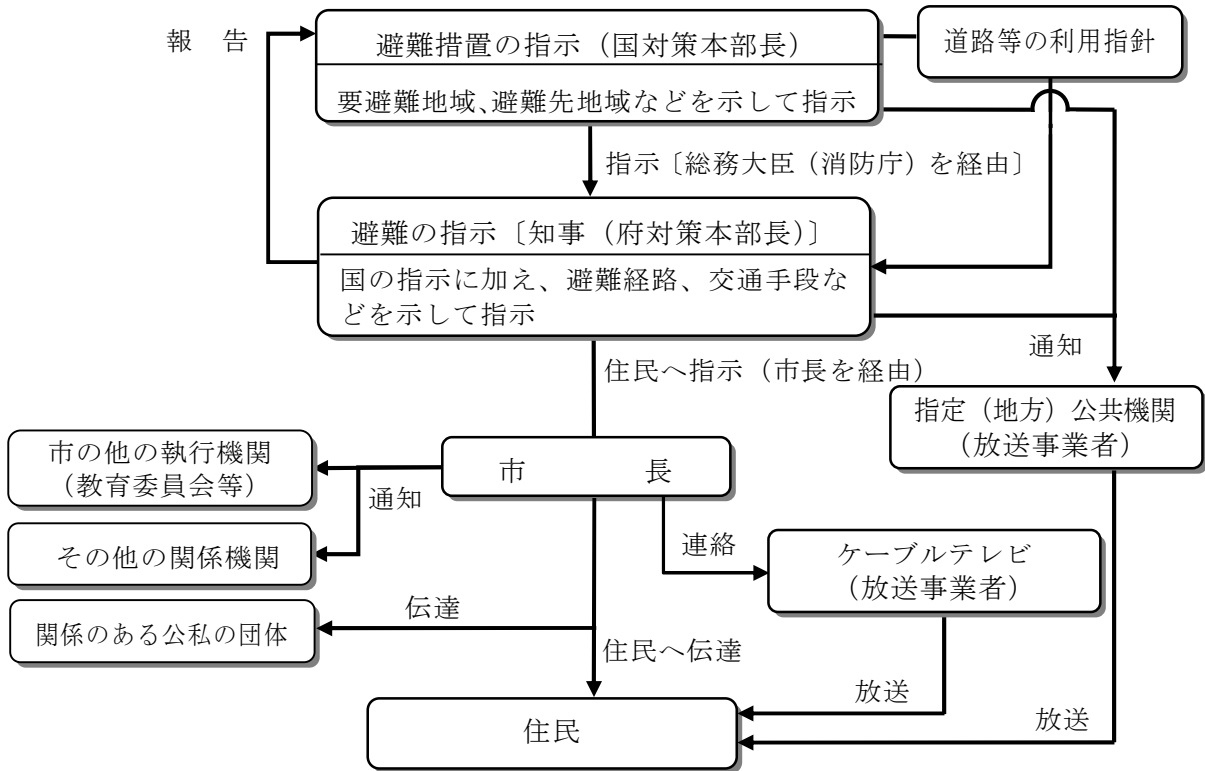 報 告
避難措置の指示（国対策本部長）
要避難地域、避難先地域などを示して指示
道路等の利用指針
指示〔総務大臣（消防庁）を経由〕
避難の指示〔知事（府対策本部長）〕
国の指示に加え、避難経路、交通手段な
どを示して指示
通知
住民へ指示（市長を経由）
指定（地方）公共機関
（放送事業者）
市の他の執行機関
（教育委員会等）
市 長
通知
その他の関係機関
連絡
ケーブルテレビ
（放送事業者）
伝達
関係のある公私の団体
住民へ伝達
放送
放送
住民